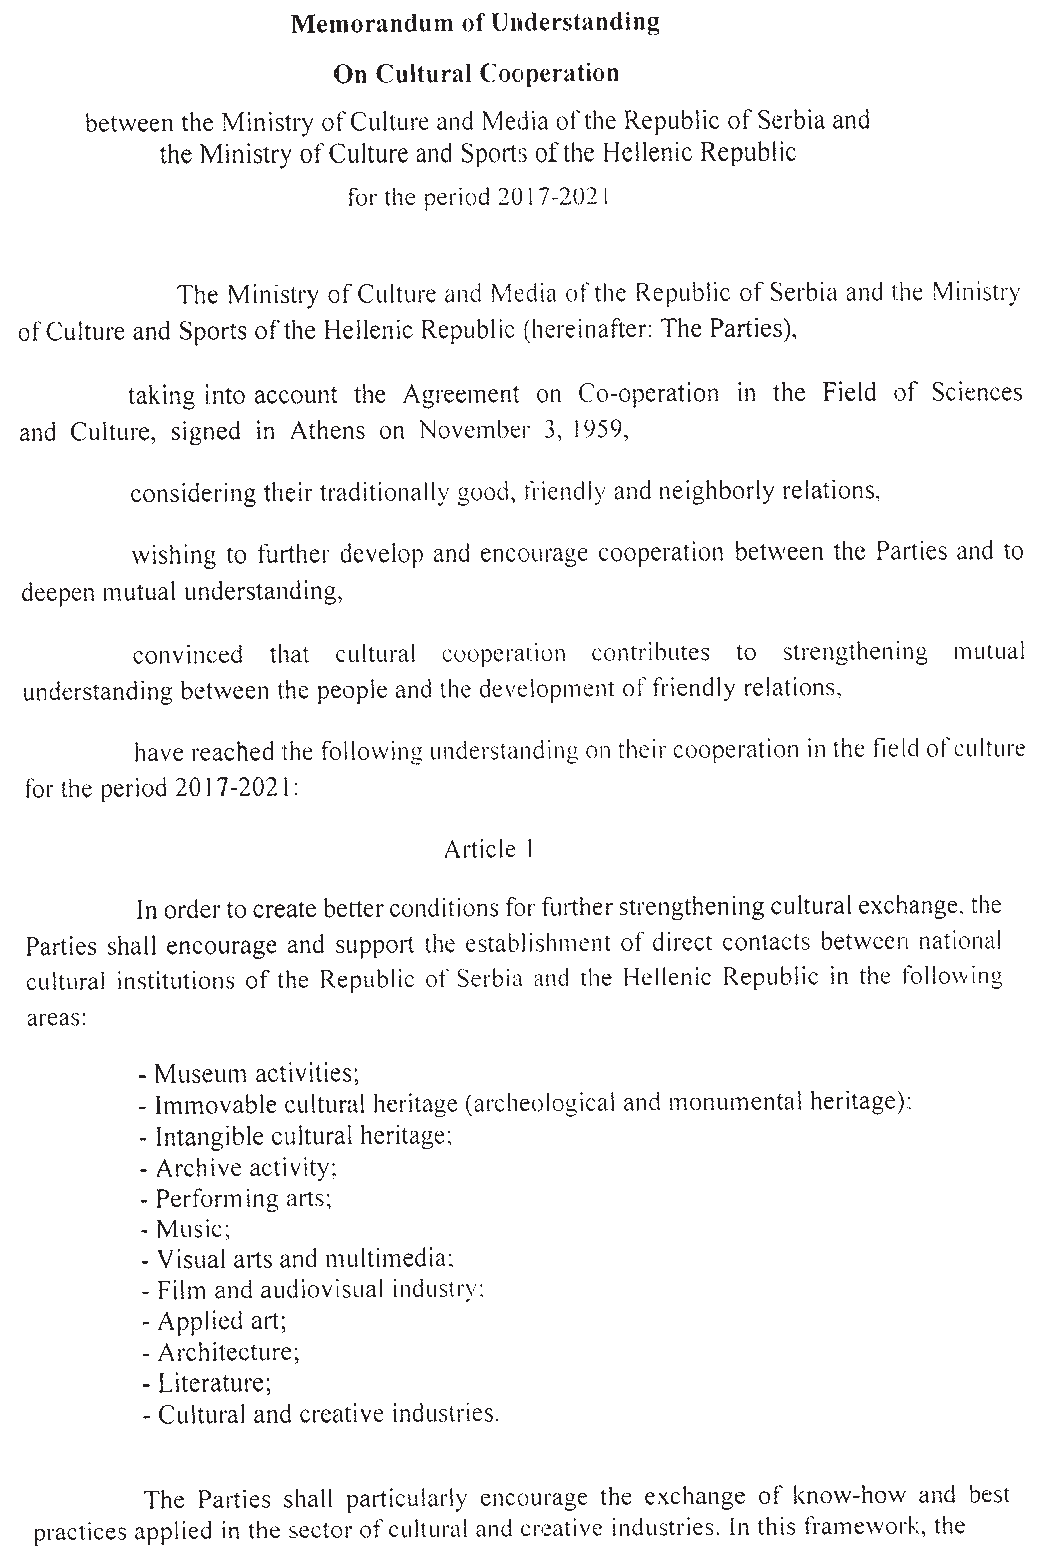 Memorandum of Understanding
On Cultural Cooperation
between the Ministry of Culture and Media of the Republic of Serbia and
the Ministry of Culture and Sports of the Hellenic Republic
for the period 2017-2021
The Ministry of Culture and Media of the Republic of Serbia and the Ministry
of Culture and Sports of the Hellenic Republic (hereinafter: The Parties),
taking into account the Agreement on Co-operation in the Field of Sciences
and Culture, signed in Athens on November 3, 1959,
considering their traditionally good, friendly and neighborly relations,
wishing to further develop and encourage cooperation between the Parties and to
deepen mutual understanding,
convinced that cultural cooperation contributes to strengthening mutual
understanding between the people and the development of friendly relations,
have reached the following understanding on their cooperation in the field of culture
for the period 2017-2021:
Article 1
In order to create better conditions for further strengthening cultural exchange, the
Parties shall encourage and support the establishment of direct contacts between national
cultural institutions of the Republic of Serbia and the Hellenic Republic in the following
areas:
- Museum activities;
- Immovable cultural heritage (archeological and monumental heritage);
- Intangible cultural heritage;
- Archive activity;
- Performing arts;
- Music;
- Visual arts and multimedia;
- Film and audiovisual industry;
- Applied art;
- Architecture;
- Literature;
- Cultural and creative industries.
The Parties shall particularly encourage the exchange of know-how and best
practices applied in the sector of cultural and creative industries. In this framework, the